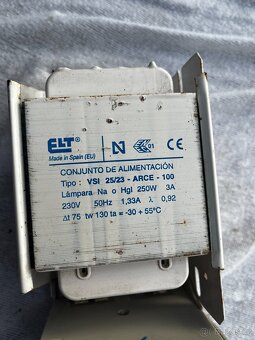 ELT®
Made in Spain (EU)
N 01 CE
CONJUNTO DE ALIMENTACIÓN
Tipo : VSI 25/23 - ARCE - 100
Lámpara Na o HgI 250W 3A
230V 50Hz 1,33A λ 0,92
Δt 75 tw 130 ta = -30 + 55°C